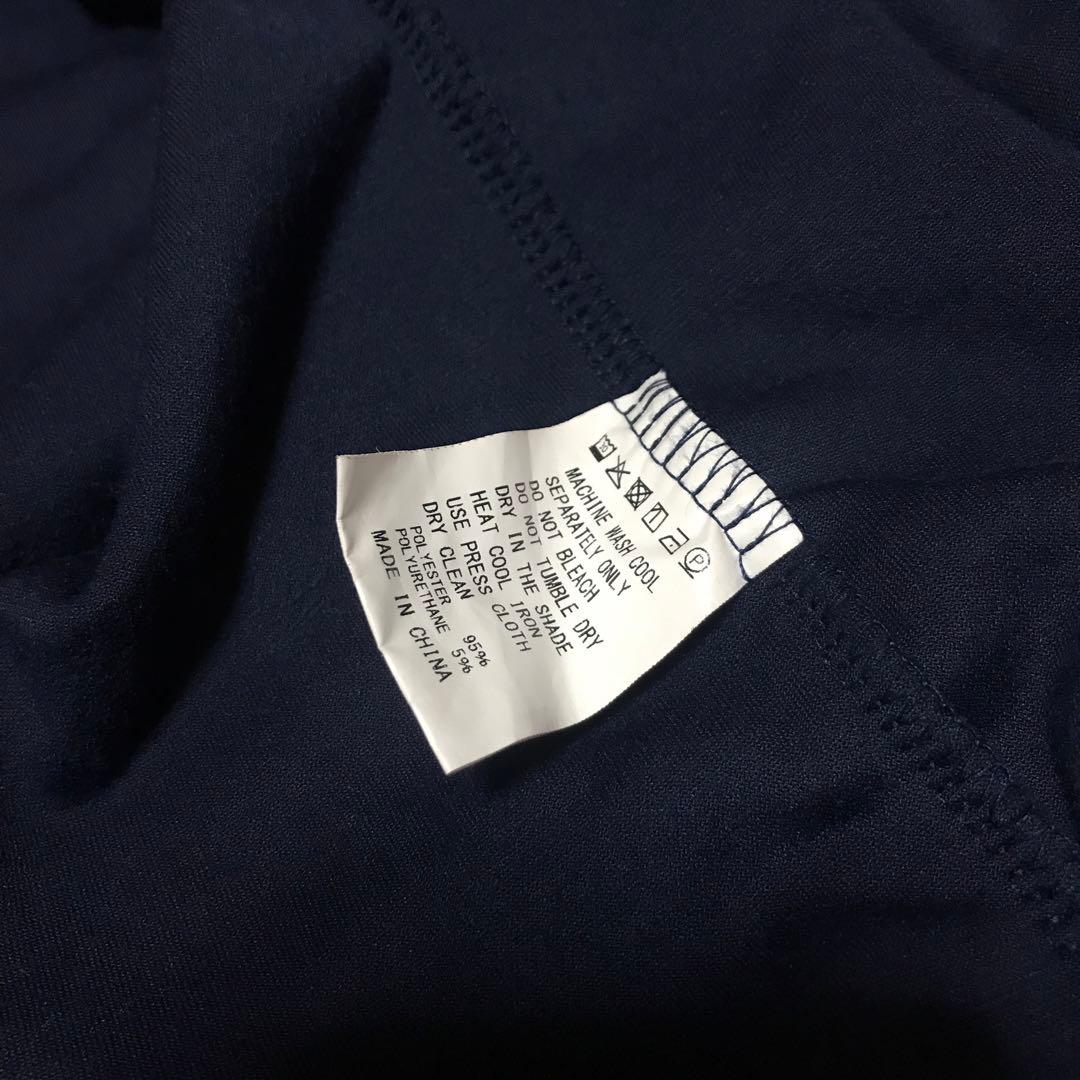 MACHINE WASH COOL
SEPARATELY ONLY
DO NOT BLEACH
DO NOT TUMBLE DRY
DRY IN THE SHADE
HEAT COOL IRON
USE PRESS CLOTH
DRY CLEAN
POLYESTER 95%
POLYURETHANE 5%
MADE IN CHINA